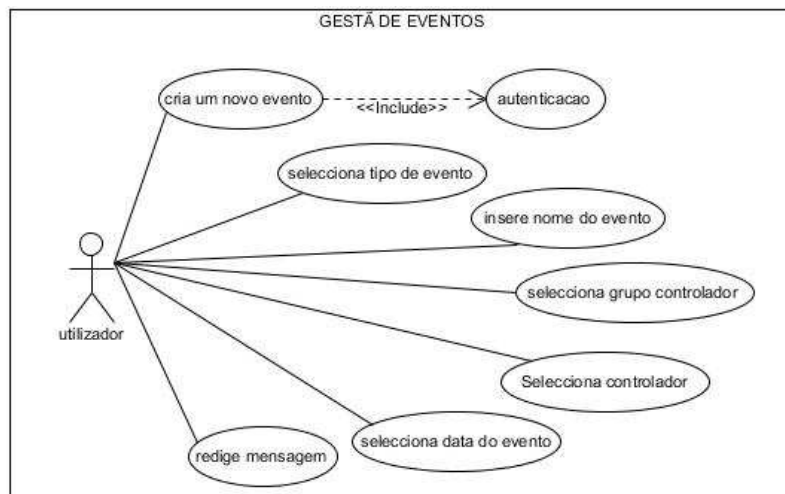 GESTÃ DE EVENTOS
cria um novo evento
<<Include>>
autenticacao
selecciona tipo de evento
insere nome do evento
selecciona grupo controlador
utilizador
Selecciona controlador
selecciona data do evento
redige mensagem